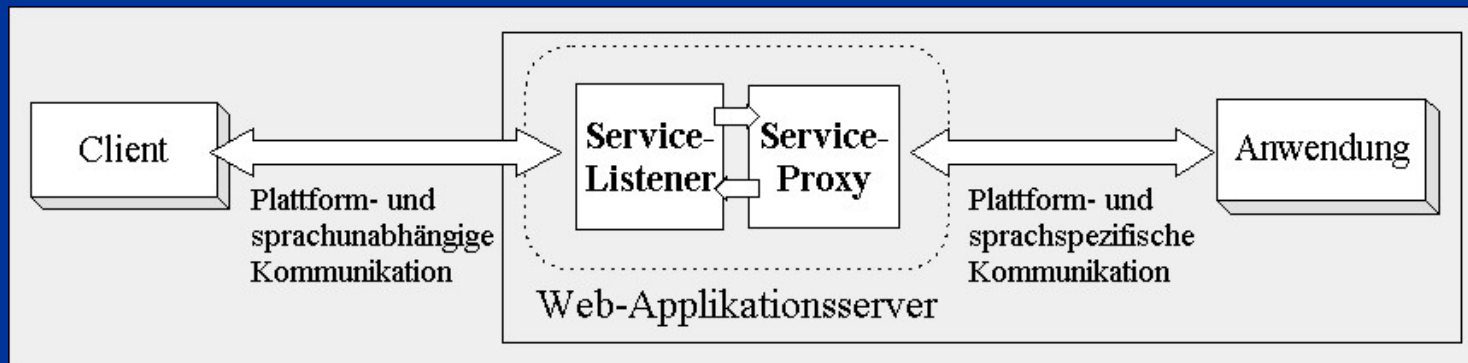 Client
Plattform- und
sprachunabhängige
Kommunikation
Service-
Listener
Service-
Proxy
Web-Applikationsserver
Plattform- und
sprachspezifische
Kommunikation
Anwendung